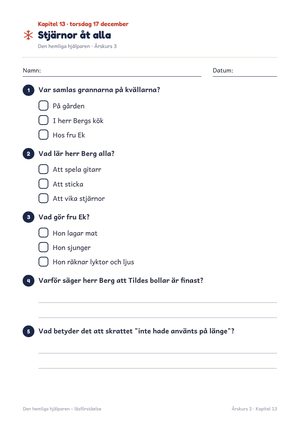 Kapitel 13 · torsdag 17 december
Stjärnor åt alla
Den hemliga hjälparen · Årskurs 3
Namn:
Datum:
1 Var samlas grannarna på kvällarna?
På gården
I herr Bergs kök
Hos fru Ek
2 Vad lär herr Berg alla?
Att spela gitarr
Att sticka
Att vika stjärnor
3 Vad gör fru Ek?
Hon lagar mat
Hon sjunger
Hon räknar lyktor och ljus
4 Varför säger herr Berg att Tildes bollar är finast?
5 Vad betyder det att skrattet "inte hade använts på länge"?
Den hemliga hjälparen – läsförståelse
Årskurs 3 · Kapitel 13